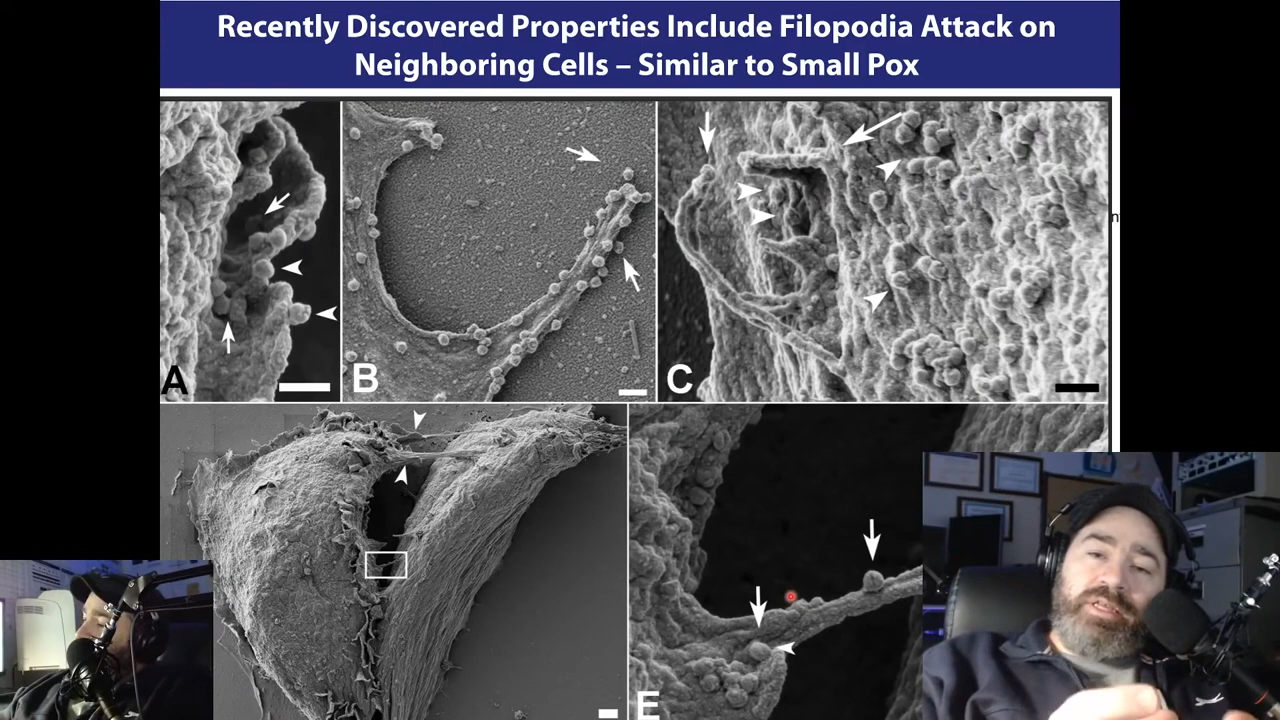 Recently Discovered Properties Include Filopodia Attack on
Neighboring Cells – Similar to Small Pox
A
B
C
E